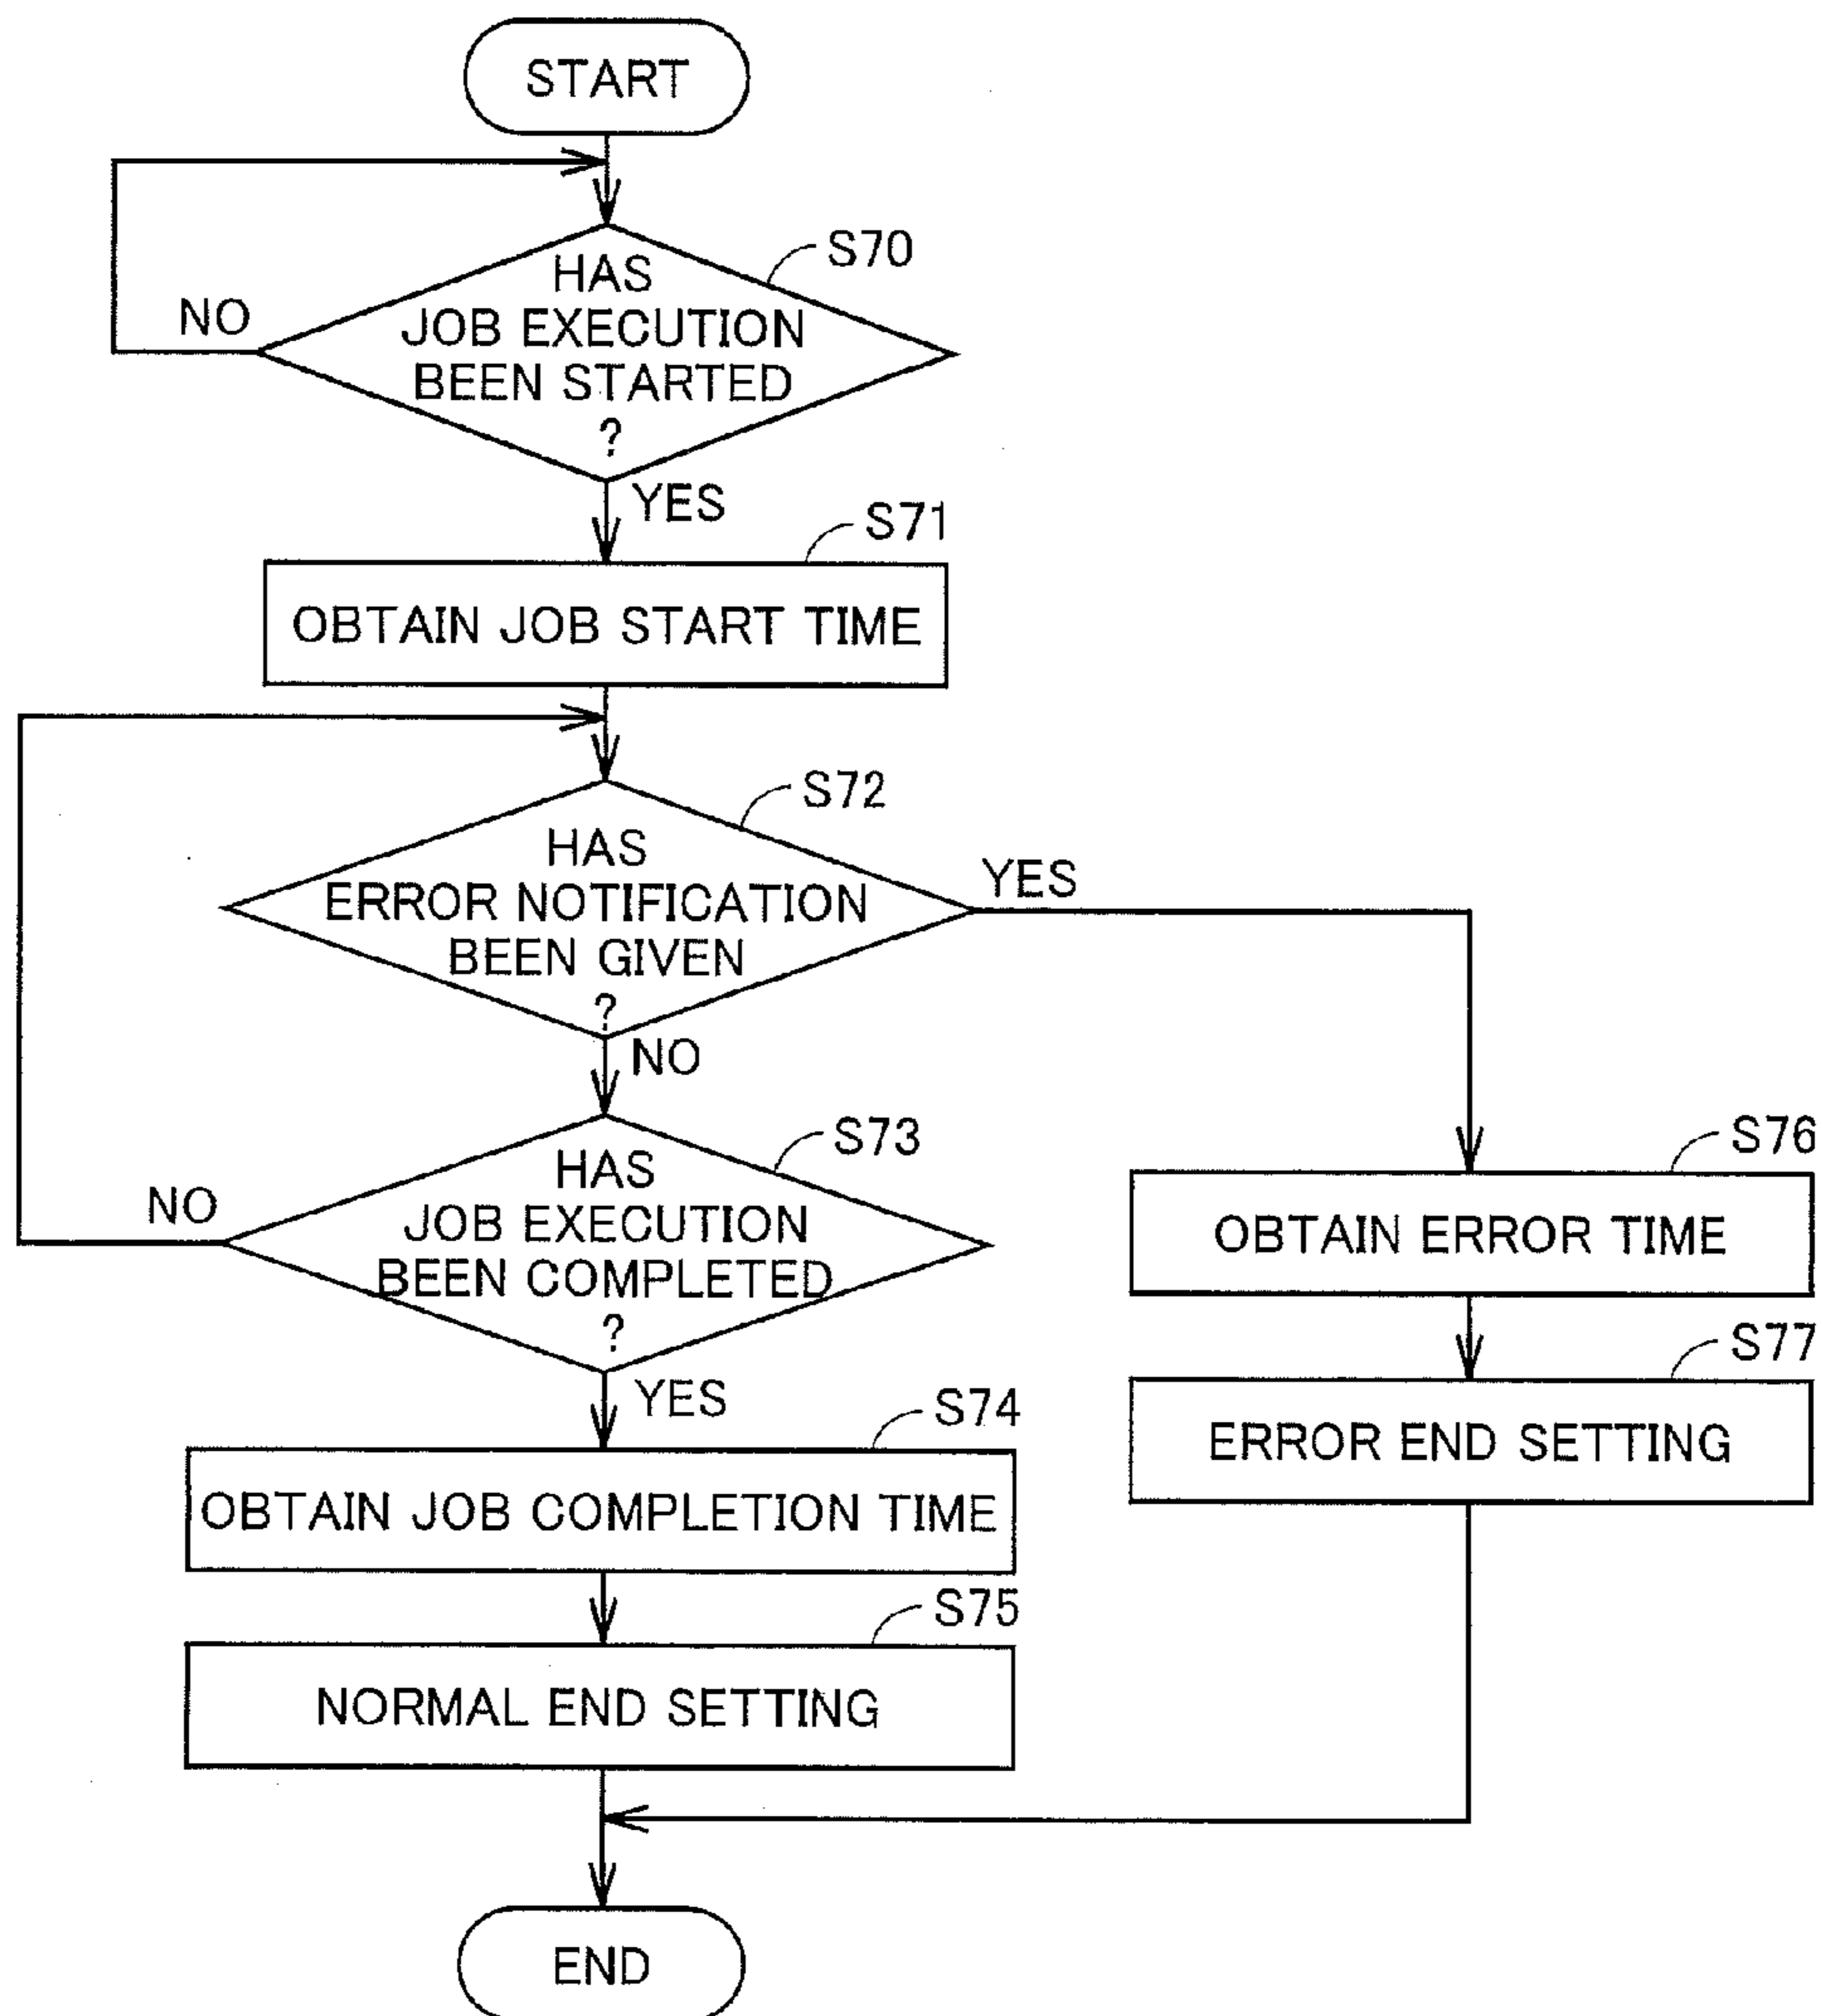 START
S70
HAS
JOB EXECUTION
BEEN STARTED
?
NO
YES
S71
OBTAIN JOB START TIME
S72
HAS
ERROR NOTIFICATION
BEEN GIVEN
?
YES
NO
S73
HAS
JOB EXECUTION
BEEN COMPLETED
?
NO
YES
S74
OBTAIN JOB COMPLETION TIME
S75
NORMAL END SETTING
S76
OBTAIN ERROR TIME
S77
ERROR END SETTING
END